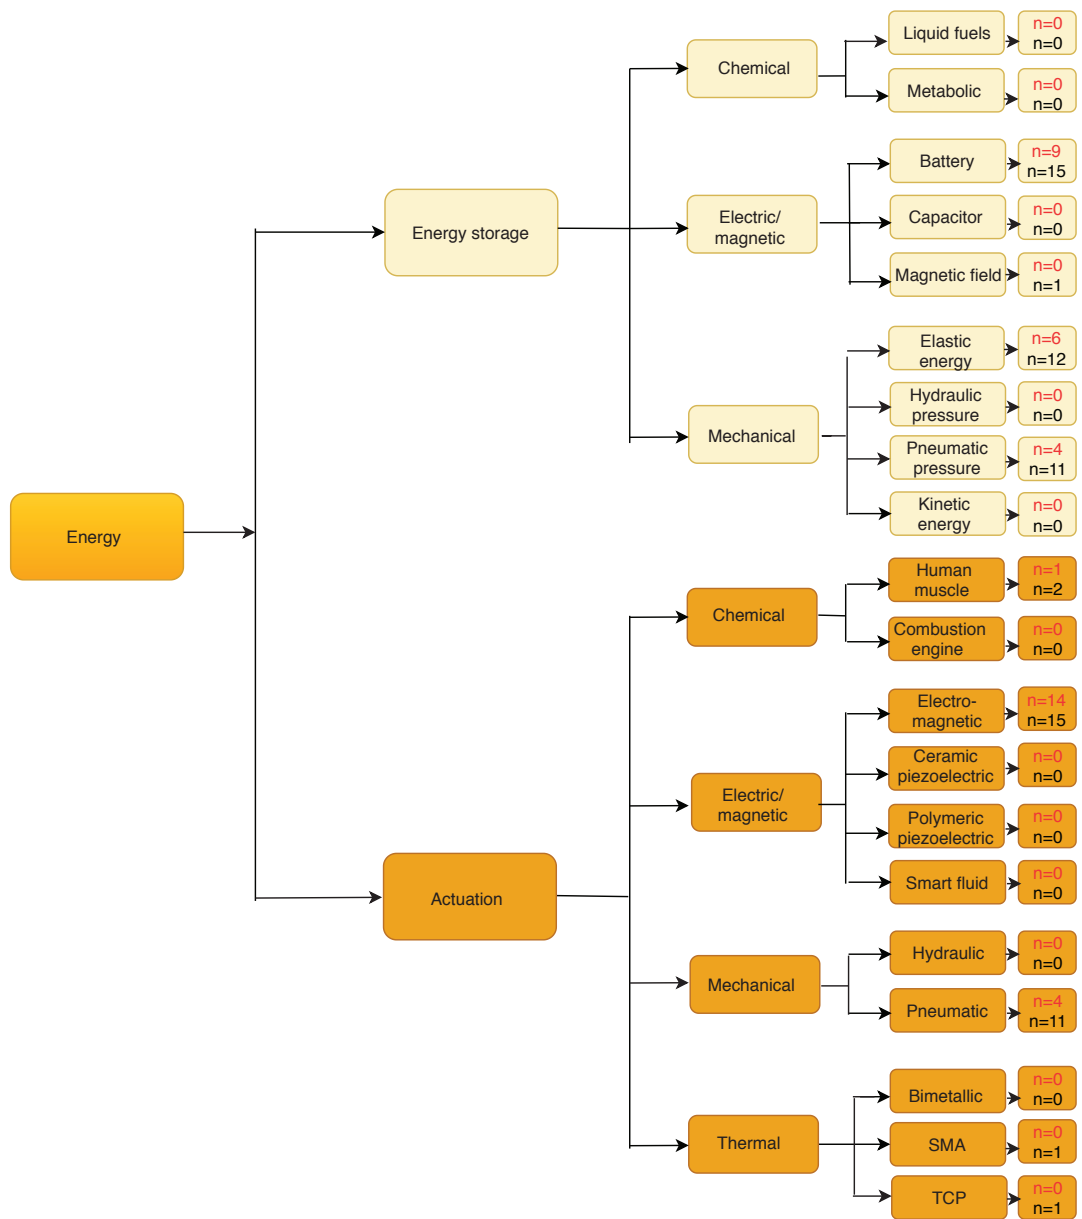 Liquid fuels
n=0
n=0
Chemical
Metabolic
n=0
n=0
Battery
n=9
n=15
Energy storage
Electric/
magnetic
Capacitor
n=0
n=0
Magnetic field
n=0
n=1
Elastic
energy
n=6
n=12
Hydraulic
pressure
n=0
n=0
Mechanical
Pneumatic
pressure
n=4
n=11
Kinetic
energy
n=0
n=0
Energy
Human
muscle
n=1
n=2
Chemical
Combustion
engine
n=0
n=0
Electro-
magnetic
n=14
n=15
Ceramic
piezoelectric
n=0
n=0
Electric/
magnetic
Polymeric
piezoelectric
n=0
n=0
Smart fluid
n=0
n=0
Actuation
Hydraulic
n=0
n=0
Mechanical
Pneumatic
n=4
n=11
Bimetallic
n=0
n=0
Thermal
SMA
n=0
n=1
TCP
n=0
n=1